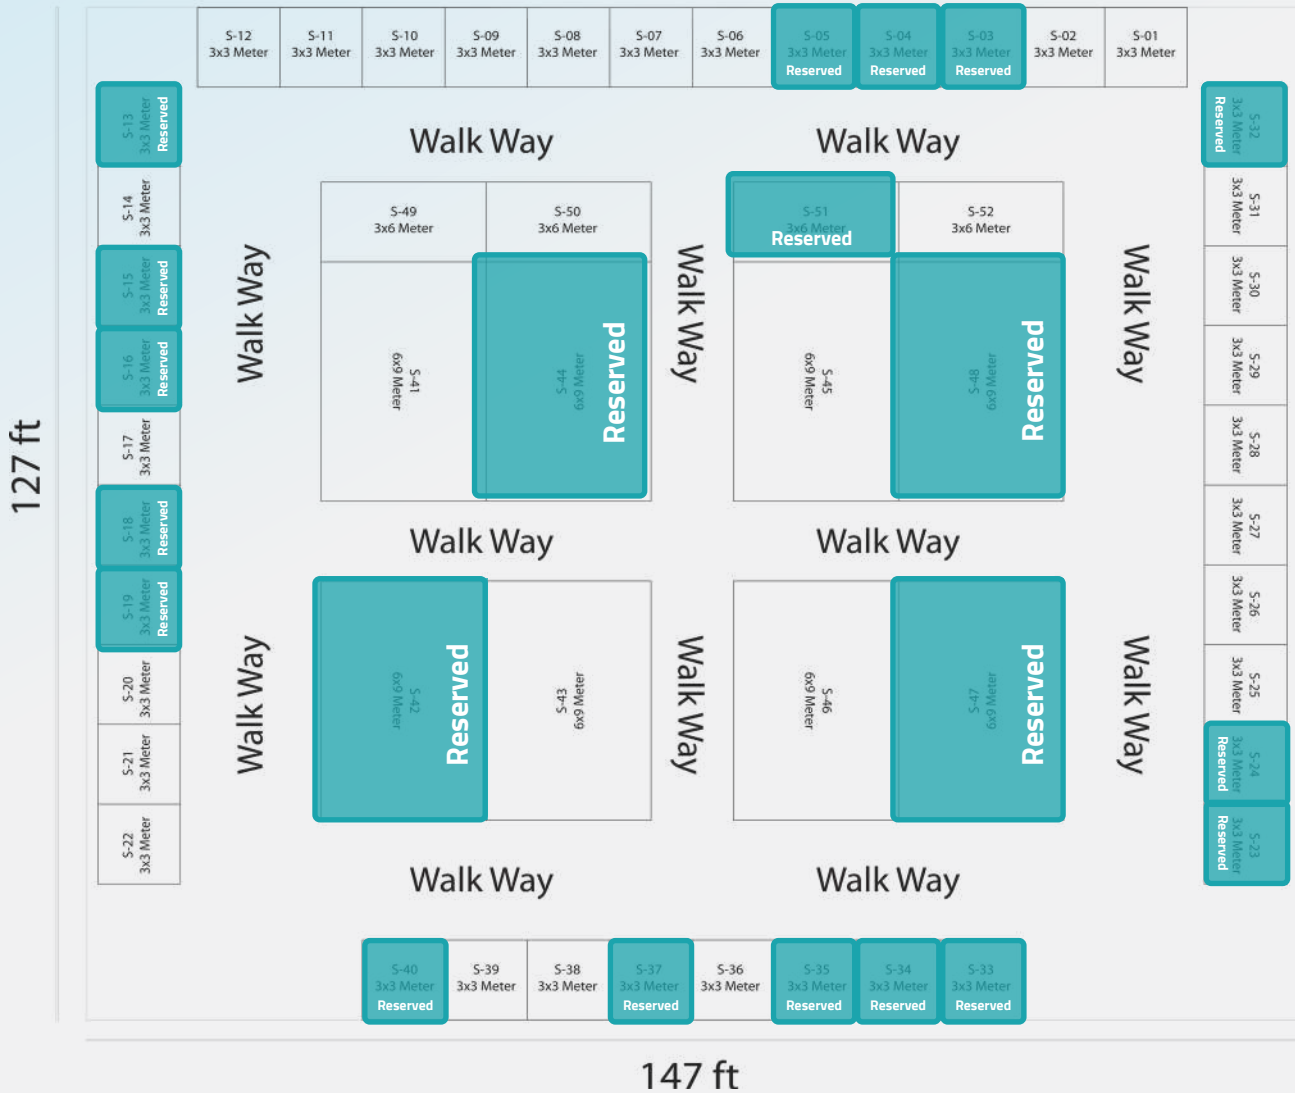 S-12
3x3 Meter
S-11
3x3 Meter
S-10
3x3 Meter
S-09
3x3 Meter
S-08
3x3 Meter
S-07
3x3 Meter
S-06
3x3 Meter
S-05
3x3 Meter
Reserved
S-04
3x3 Meter
Reserved
S-03
3x3 Meter
Reserved
S-02
3x3 Meter
S-01
3x3 Meter
S-13
3x3 Meter
Reserved
S-14
3x3 Meter
S-15
3x3 Meter
Reserved
S-16
3x3 Meter
Reserved
S-17
3x3 Meter
S-18
3x3 Meter
Reserved
S-19
3x3 Meter
Reserved
S-20
3x3 Meter
S-21
3x3 Meter
S-22
3x3 Meter
127 ft
Walk Way
Walk Way
Walk Way
Walk Way
S-49
3x6 Meter
S-50
3x6 Meter
S-51
3x6 Meter
Reserved
S-52
3x6 Meter
S-41
6x9 Meter
S-44
6x9 Meter
Reserved
Walk Way
S-45
6x9 Meter
S-48
6x9 Meter
Reserved
Walk Way
Walk Way
Walk Way
S-42
6x9 Meter
Reserved
S-43
6x9 Meter
Walk Way
S-46
6x9 Meter
S-47
6x9 Meter
Reserved
Walk Way
Walk Way
Walk Way
S-32
3x3 Meter
Reserved
S-31
3x3 Meter
S-30
3x3 Meter
S-29
3x3 Meter
S-28
3x3 Meter
S-27
3x3 Meter
S-26
3x3 Meter
S-25
3x3 Meter
S-24
3x3 Meter
Reserved
S-23
3x3 Meter
Reserved
S-40
3x3 Meter
Reserved
S-39
3x3 Meter
S-38
3x3 Meter
S-37
3x3 Meter
Reserved
S-36
3x3 Meter
S-35
3x3 Meter
Reserved
S-34
3x3 Meter
Reserved
S-33
3x3 Meter
Reserved
147 ft